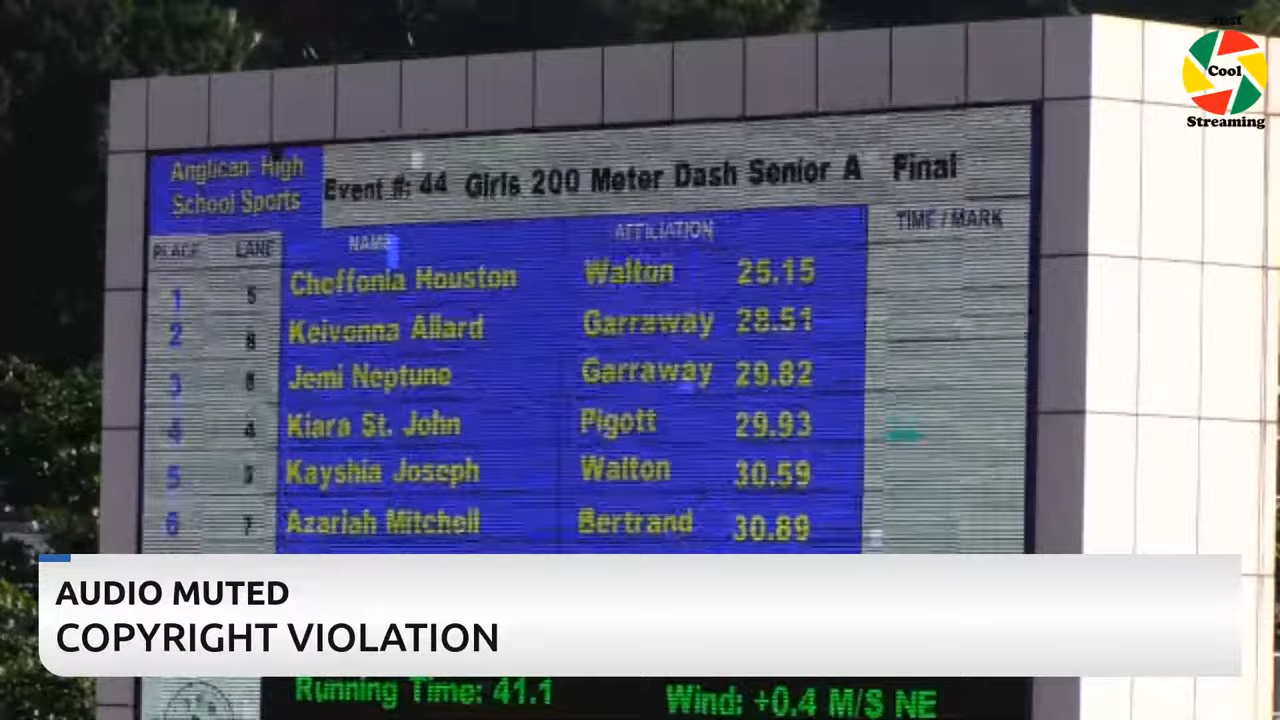 Just
Cool
Streaming
Anglican High
School Sports
Event #: 44 Girls 200 Meter Dash Senior A Final
PLACE LANE NAME AFFILIATION TIME / MARK
1 5 Cheffonia Houston Walton 25.15
2 Keivonna Allard Garraway 28.51
3 Jemi Neptune Garraway 29.82
4 4 Kiara St. John Pigott 29.93
5 Kayshia Joseph Walton 30.59
6 7 Azariah Mitchell Bertrand 30.89
AUDIO MUTED
COPYRIGHT VIOLATION
Running Time: 41.1 Wind: +0.4 M/S NE